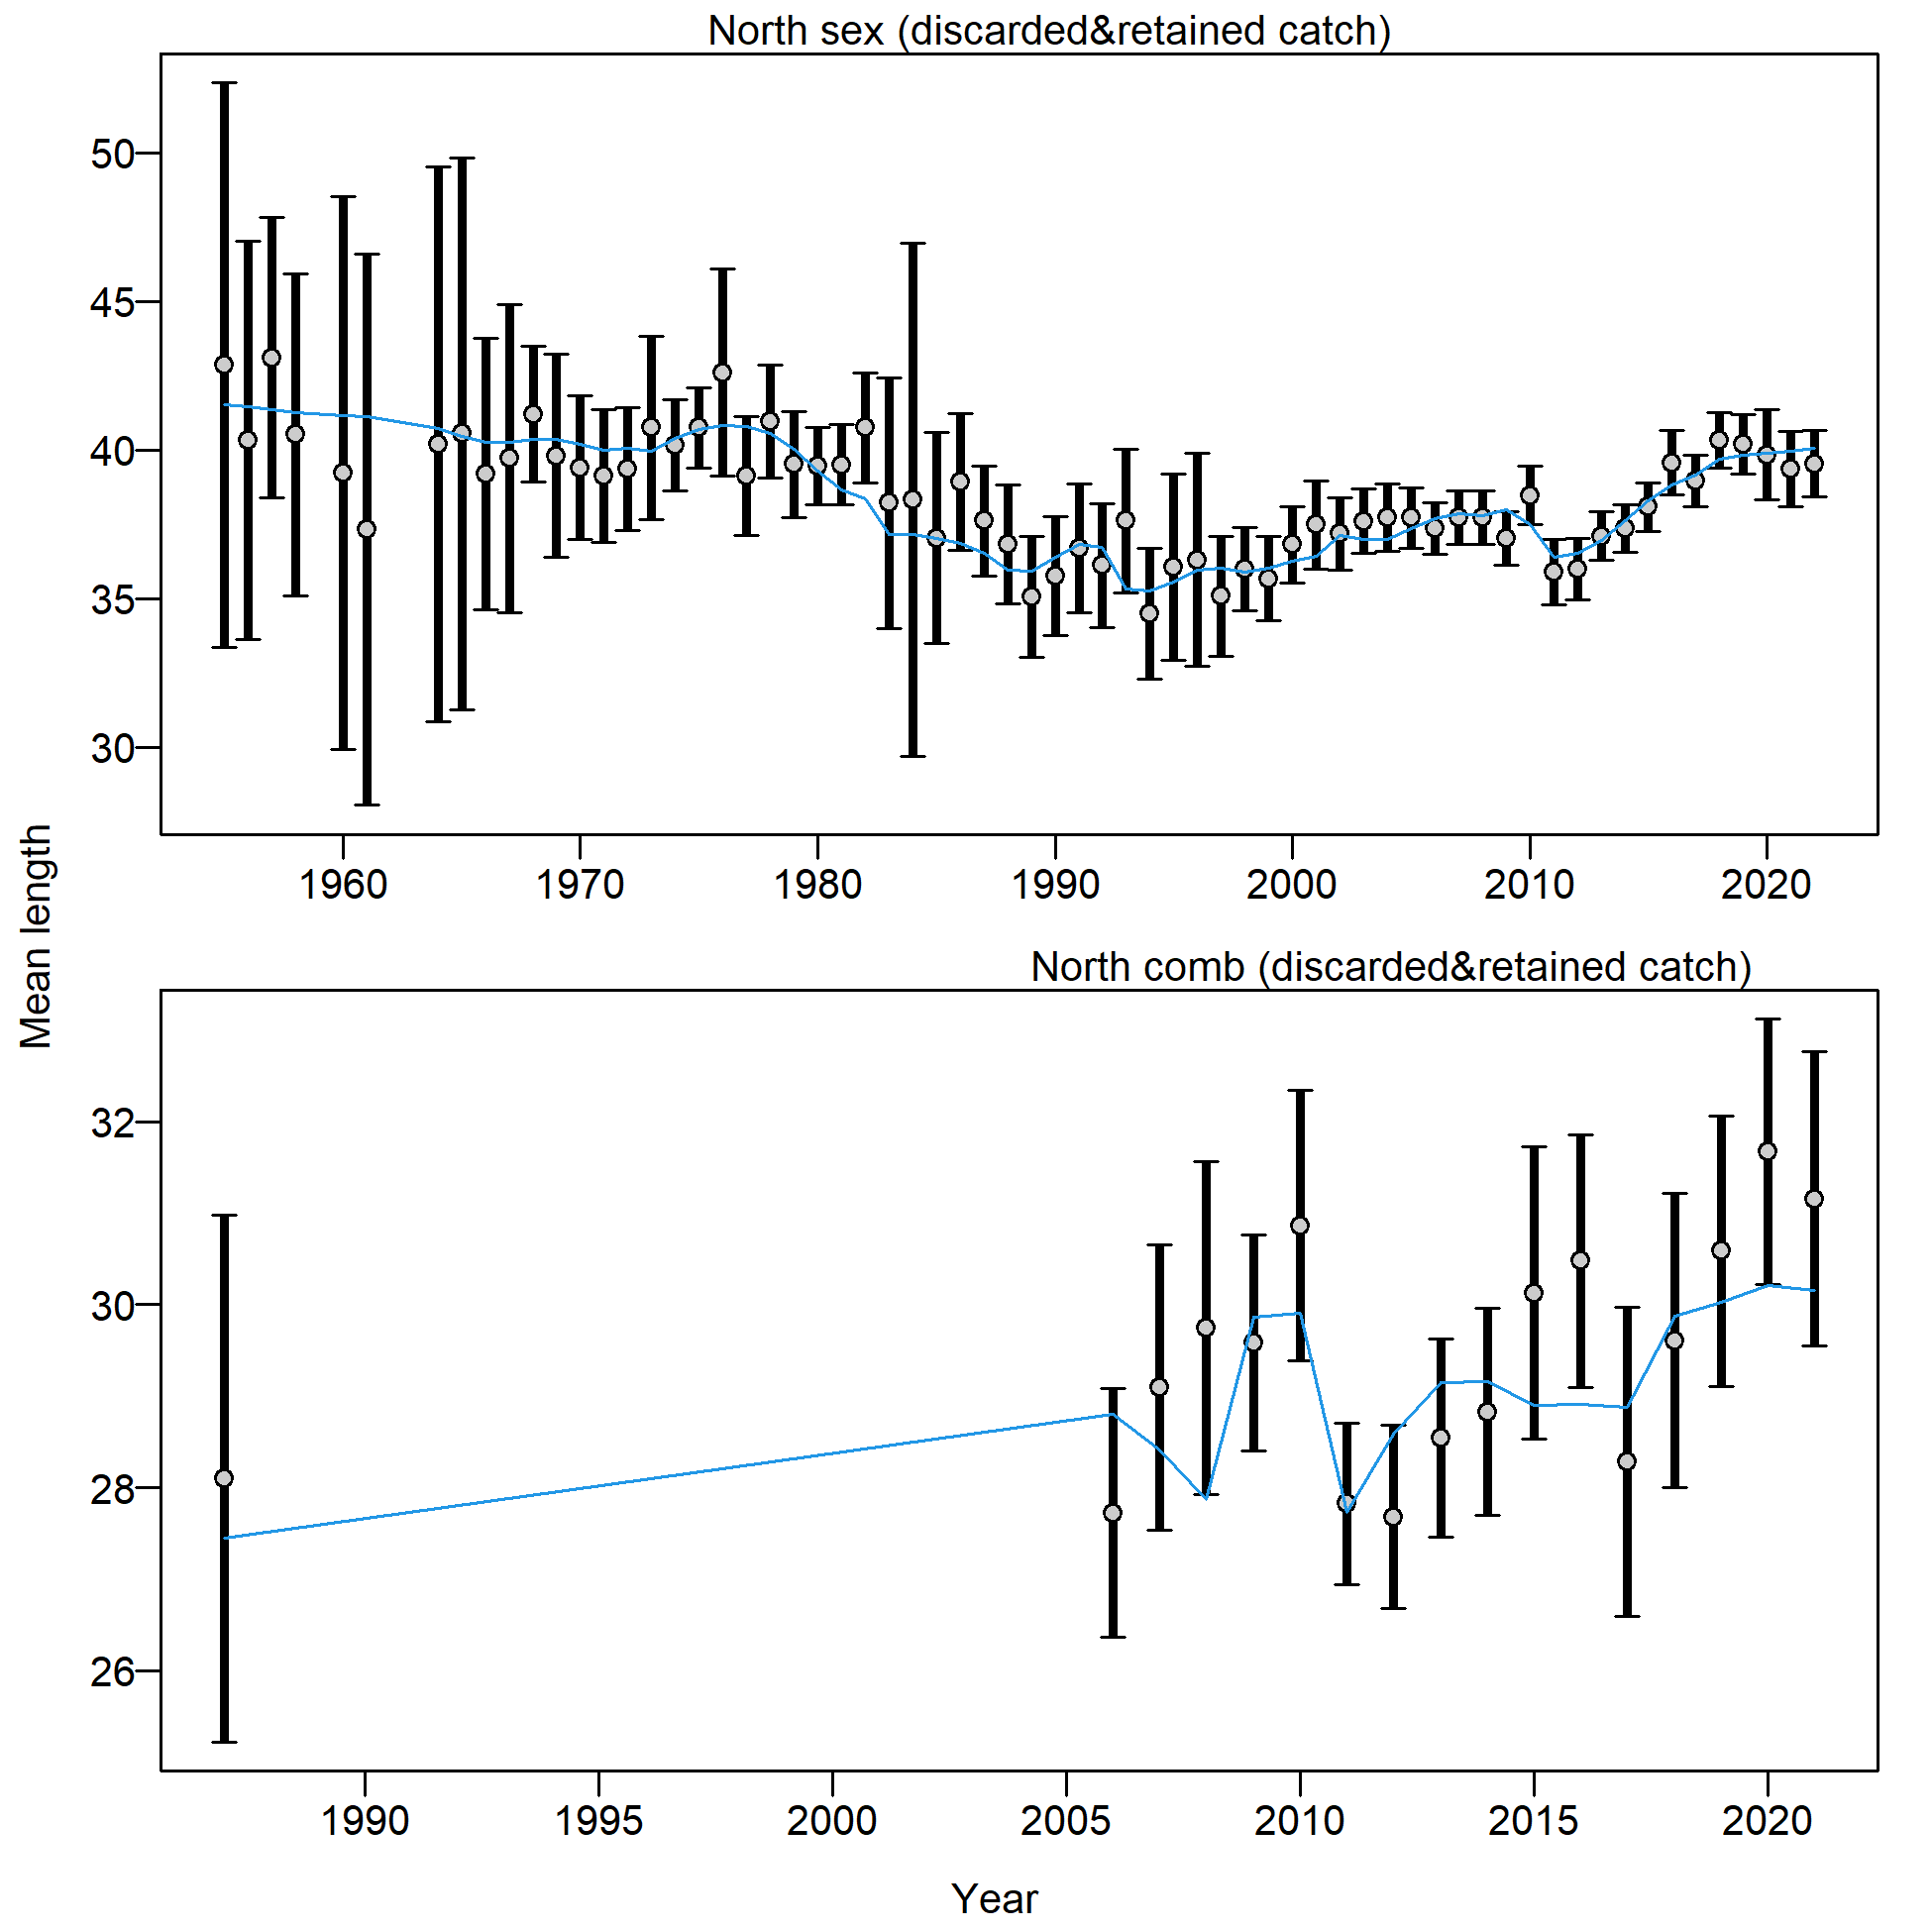 North sex (discarded&retained catch)
50
45
40
35
30
1960 1970 1980 1990 2000 2010 2020
Mean length
North comb (discarded&retained catch)
32
30
28
26
1990 1995 2000 2005 2010 2015 2020
Year